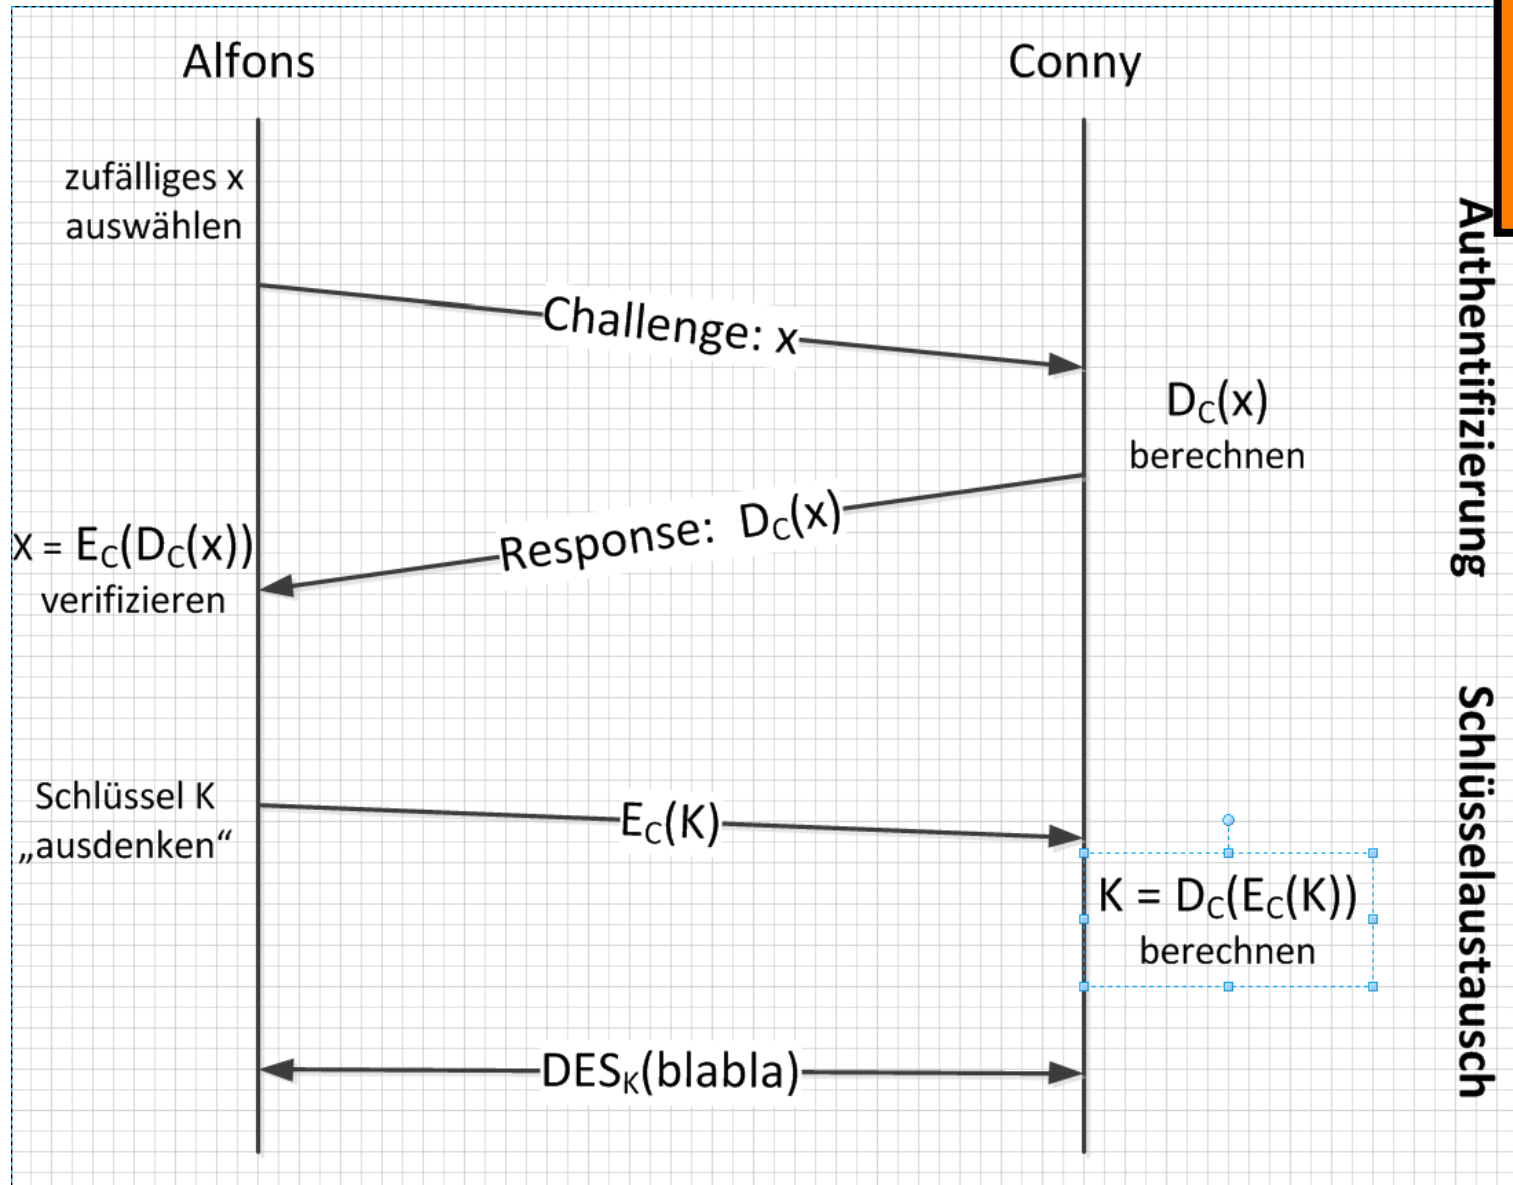 Alfons
Conny
zufälliges x
auswählen
Challenge: x
D_C(x)
berechnen
Response: D_C(x)
X = E_C(D_C(x))
verifizieren
Authentifizierung
Schlüssel K
„ausdenken“
E_C(K)
K = D_C(E_C(K))
berechnen
DES_K(blabla)
Schlüsselaustausch